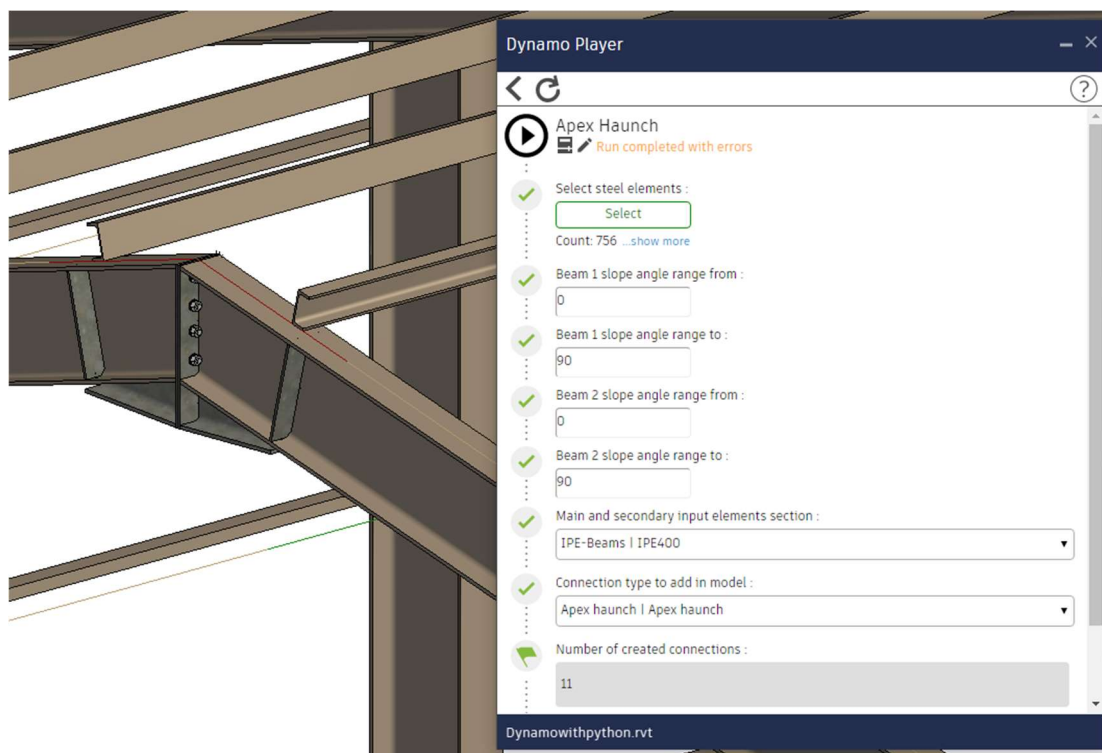 Dynamo Player
Apex Haunch
Run completed with errors
Select steel elements :
Select
Count: 756 ...show more
Beam 1 slope angle range from :
0
Beam 1 slope angle range to :
90
Beam 2 slope angle range from :
0
Beam 2 slope angle range to :
90
Main and secondary input elements section :
IPE-Beams | IPE400
Connection type to add in model :
Apex haunch | Apex haunch
Number of created connections :
11
Dynamowithpython.rvt